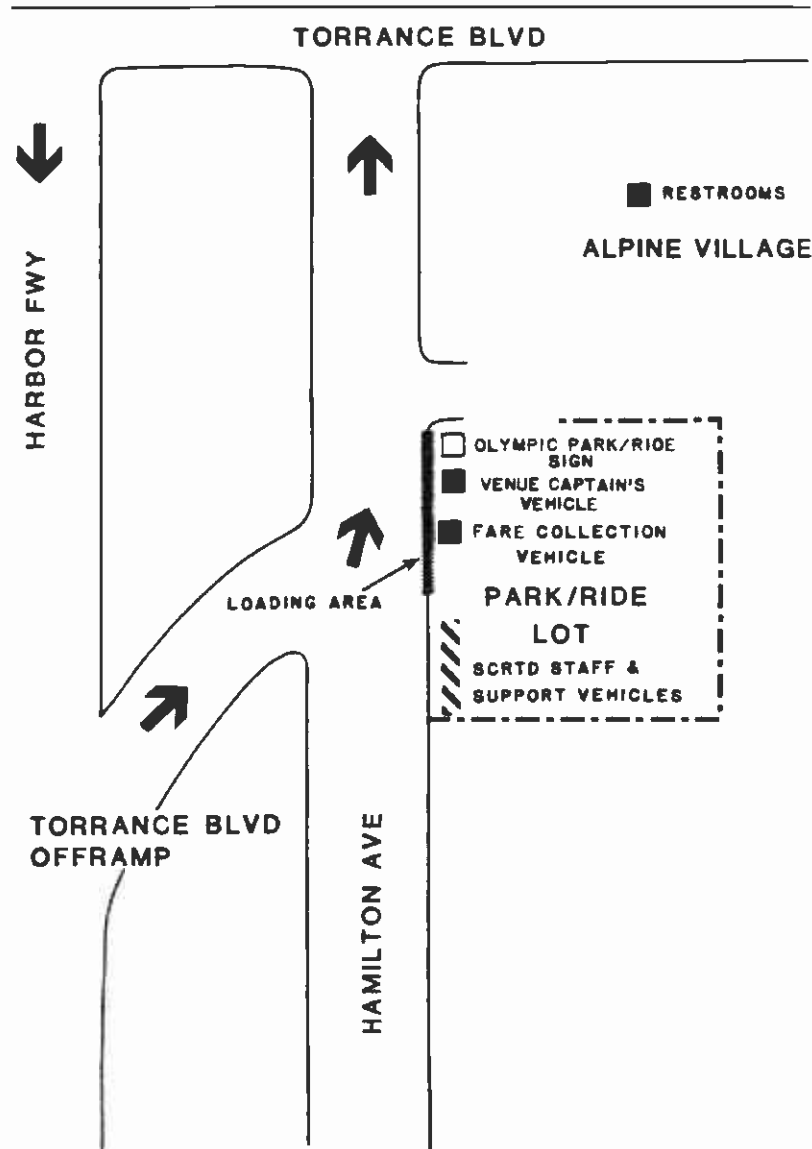 TORRANCE BLVD
HARBOR FWY
RESTROOMS
ALPINE VILLAGE
OLYMPIC PARK/RIDE
SIGN
VENUE CAPTAIN'S
VEHICLE
FARE COLLECTION
VEHICLE
LOADING AREA
PARK/RIDE
LOT
SCRTD STAFF &
SUPPORT VEHICLES
TORRANCE BLVD
OFFRAMP
HAMILTON AVE